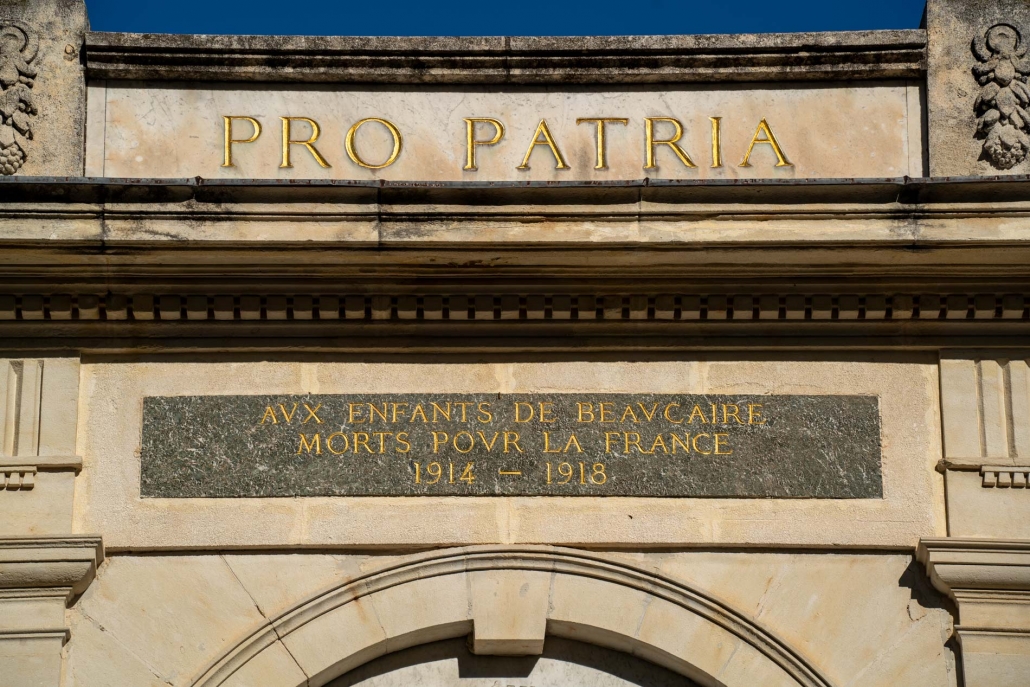 PRO PATRIA
AVX ENFANTS DE BEAVCAIRE
MORTS POVR LA FRANCE
1914 — 1918